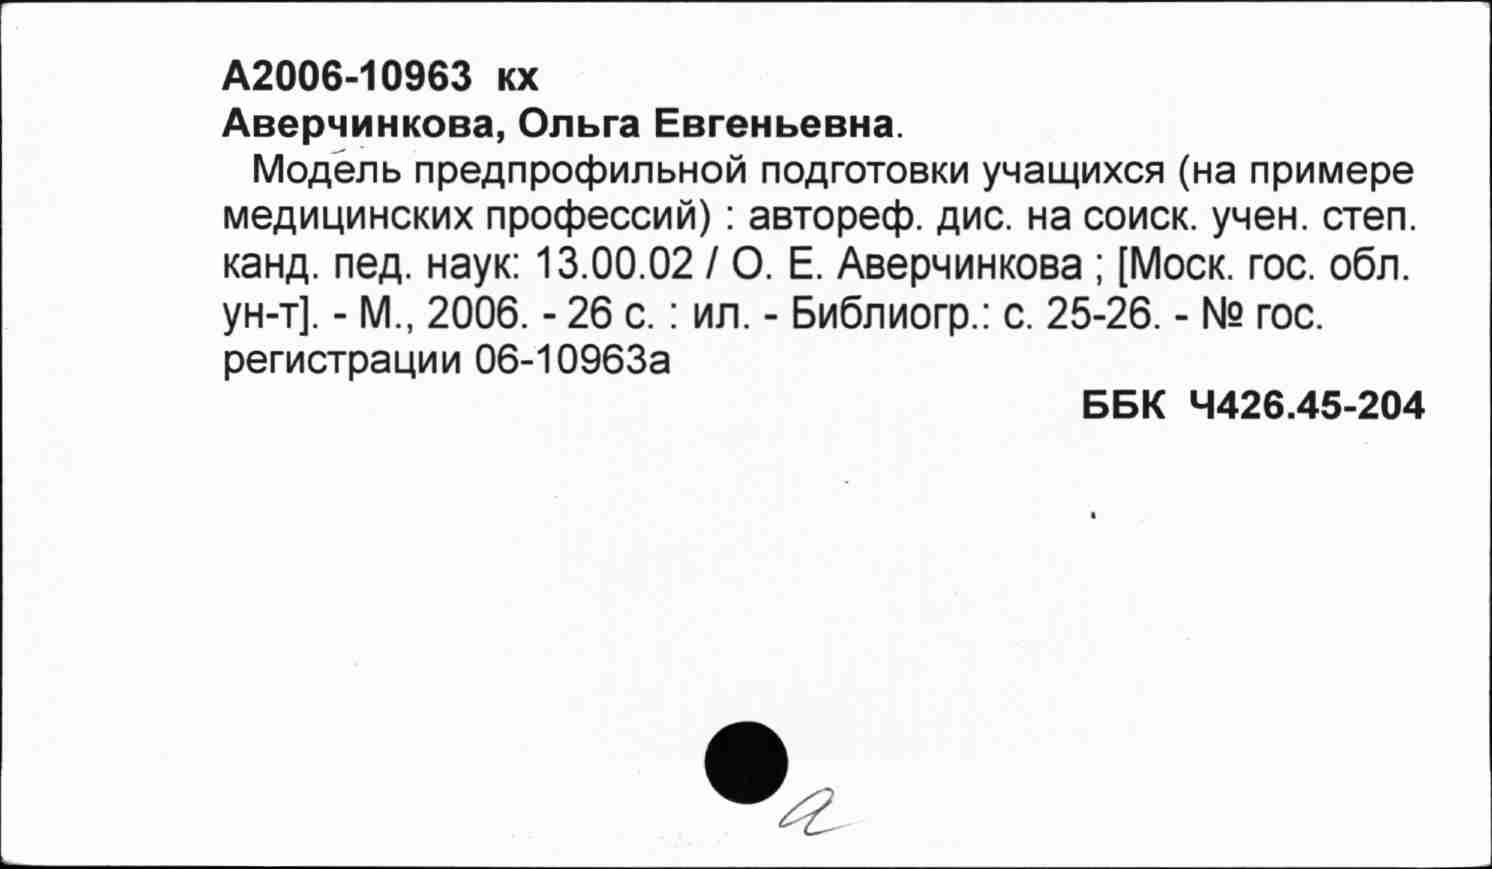 А2006-10963 кх
Аверчинкова, Ольга Евгеньевна.
Модель предпрофильной подготовки учащихся (на примере
медицинских профессий) : автореф. дис. на соиск. учен. степ.
канд. пед. наук: 13.00.02 / О. Е. Аверчинкова ; [Моск. гос. обл.
ун-т]. - М., 2006. - 26 с. : ил. - Библиогр.: с. 25-26. - № гос.
регистрации 06-10963а
ББК Ч426.45-204
а